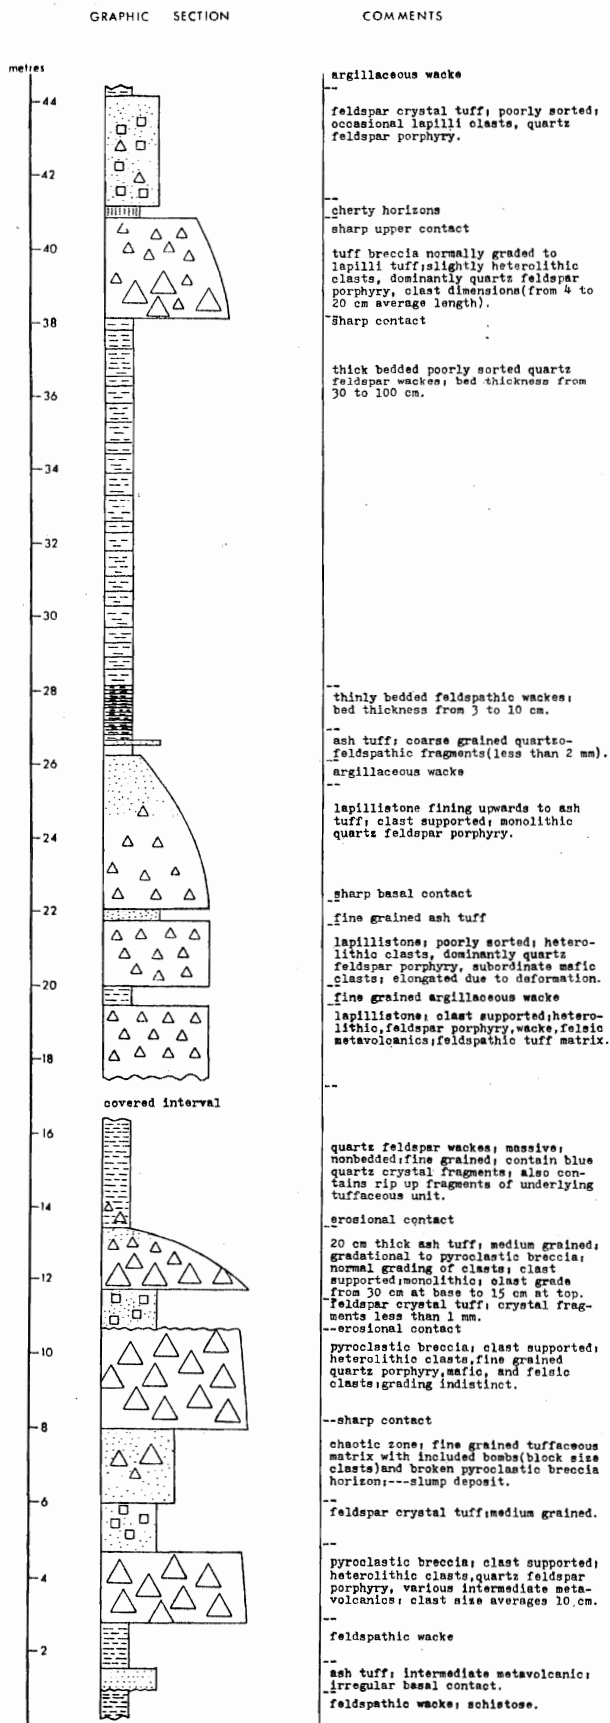 GRAPHIC SECTION
COMMENTS
metres
argillaceous wacke
44
feldspar crystal tuff; poorly sorted;
occasional lapilli clasts, quartz
feldspar porphyry.
42
cherty horizons
sharp upper contact
40
tuff breccia normally graded to
lapilli tuff;slightly heterolithic
clasts, dominantly quartz feldspar
porphyry, clast dimensions(from 4 to
20 cm average length).
38
sharp contact
thick bedded poorly sorted quartz
feldspar wackes; bed thickness from
30 to 100 cm.
36
34
32
30
28
thinly bedded feldspathic wackes;
bed thickness from 3 to 10 cm.
ash tuff; coarse grained quartzo-
feldspathic fragments(less than 2 mm).
26
argillaceous wacke
lapillistone fining upwards to ash
tuff; clast supported; monolithic
quartz feldspar porphyry.
24
sharp basal contact
22
fine grained ash tuff
lapillistone; poorly sorted; hetero-
lithic clasts, dominantly quartz
feldspar porphyry, subordinate mafic
clasts; elongated due to deformation.
20
fine grained argillaceous wacke
lapillistone; clast supported;hetero-
lithic,feldspar porphyry,wacke,felsic
metavolcanics;feldspathic tuff matrix.
18
covered interval
16
quartz feldspar wackes; massive;
nonbedded;fine grained; contain blue
quartz crystal fragments; also con-
tains rip up fragments of underlying
tuffaceous unit.
14
erosional contact
20 cm thick ash tuff; medium grained;
gradational to pyroclastic breccia;
normal grading of clasts; clast
supported;monolithic; clast grade
from 30 cm at base to 15 cm at top.
12
feldspar crystal tuff; crystal frag-
ments less than 1 mm.
--erosional contact
10
pyroclastic breccia; clast supported;
heterolithic clasts,fine grained
quartz porphyry,mafic, and felsic
clasts;grading indistinct.
8
--sharp contact
chaotic zone; fine grained tuffaceous
matrix with included bombs(block size
clasts)and broken pyroclastic breccia
horizon;---slump deposit.
6
feldspar crystal tuff;medium grained.
4
pyroclastic breccia; clast supported;
heterolithic clasts,quartz feldspar
porphyry, various intermediate meta-
volcanics; clast size averages 10 cm.
2
feldspathic wacke
ash tuff; intermediate metavolcanic;
irregular basal contact.
feldspathic wacke; schistose.